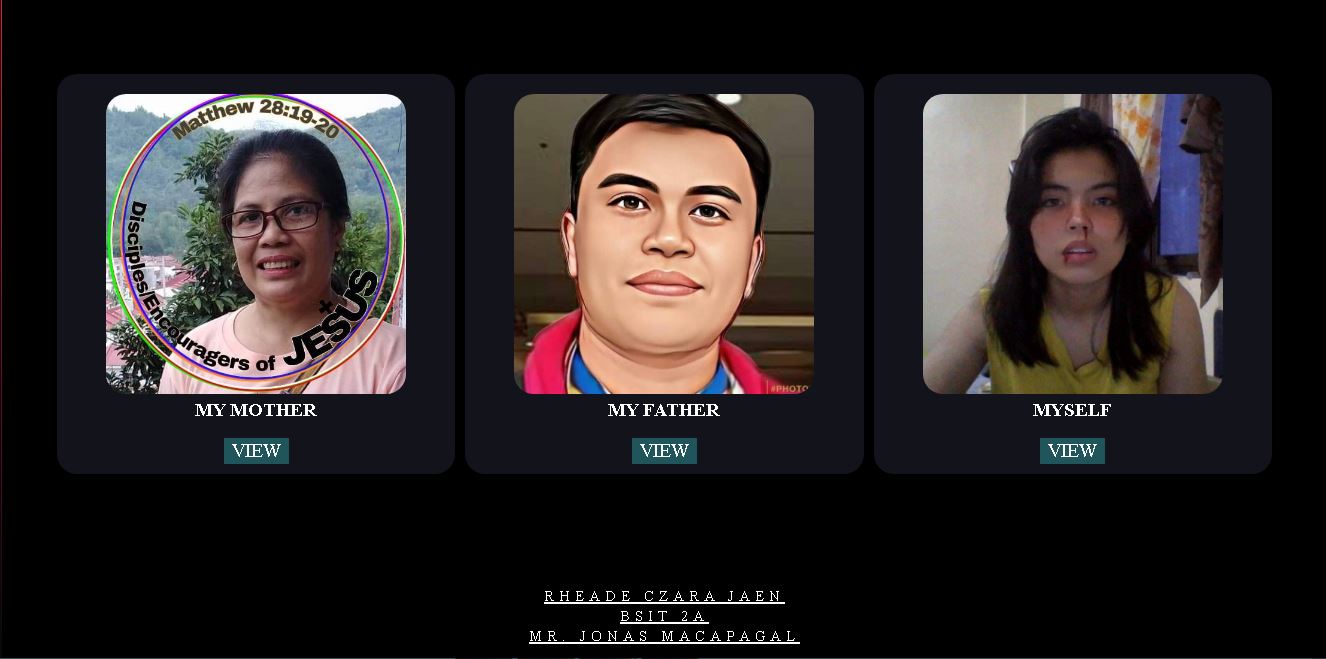 Matthew 28:19-20
Disciples/Encouragers of JESUS
#PHOTO
MY MOTHER
MY FATHER
MYSELF
VIEW
VIEW
VIEW
RHEADE CZARA JAEN
BSIT 2A
MR. JONAS MACAPAGAL